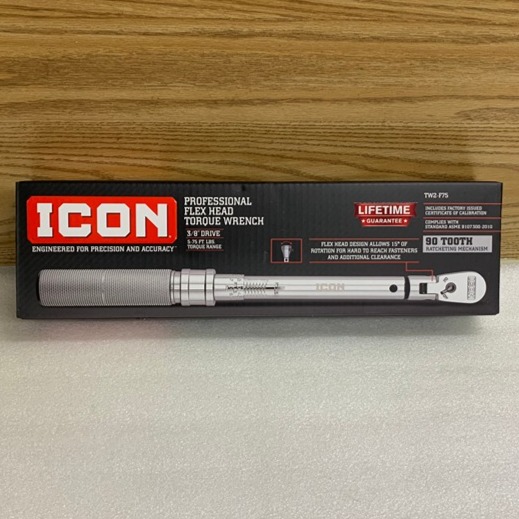 ICON
ENGINEERED FOR PRECISION AND ACCURACY
PROFESSIONAL
FLEX HEAD
TORQUE WRENCH
3/8" DRIVE
5-75 FT LBS.
TORQUE RANGE
LIFETIME
GUARANTEE
FLEX HEAD DESIGN ALLOWS 15° OF
ROTATION FOR HARD TO REACH FASTENERS
AND ADDITIONAL CLEARANCE
TW2-F75
INCLUDES FACTORY ISSUED
CERTIFICATE OF CALIBRATION
COMPLIES WITH
STANDARD ASME B107.300-2010
90 TOOTH
RATCHETING MECHANISM
ICON
ICON